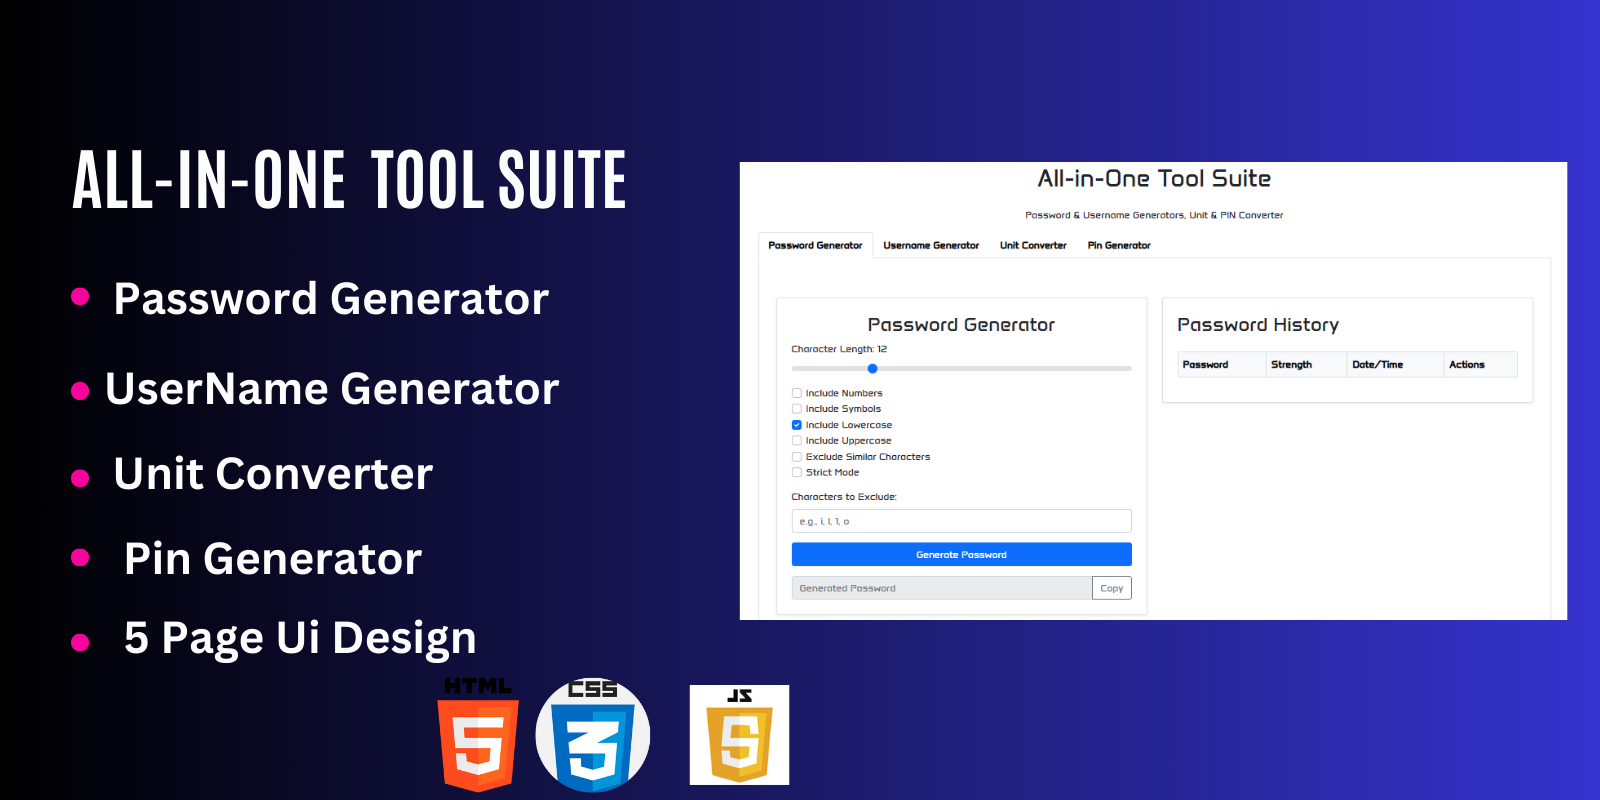 ALL-IN-ONE TOOL SUITE
Password Generator
UserName Generator
Unit Converter
Pin Generator
5 Page Ui Design
HTML
5
CSS
3
JS
5
All-in-One Tool Suite
Password & Username Generators, Unit & PIN Converter
Password Generator Username Generator Unit Converter Pin Generator
Password Generator
Character Length: 12
Include Numbers
Include Symbols
Include Lowercase
Include Uppercase
Exclude Similar Characters
Strict Mode
Characters to Exclude:
e.g., i, l, 1, o
Generate Password
Generated Password Copy
Password History
Password Strength Date/Time Actions